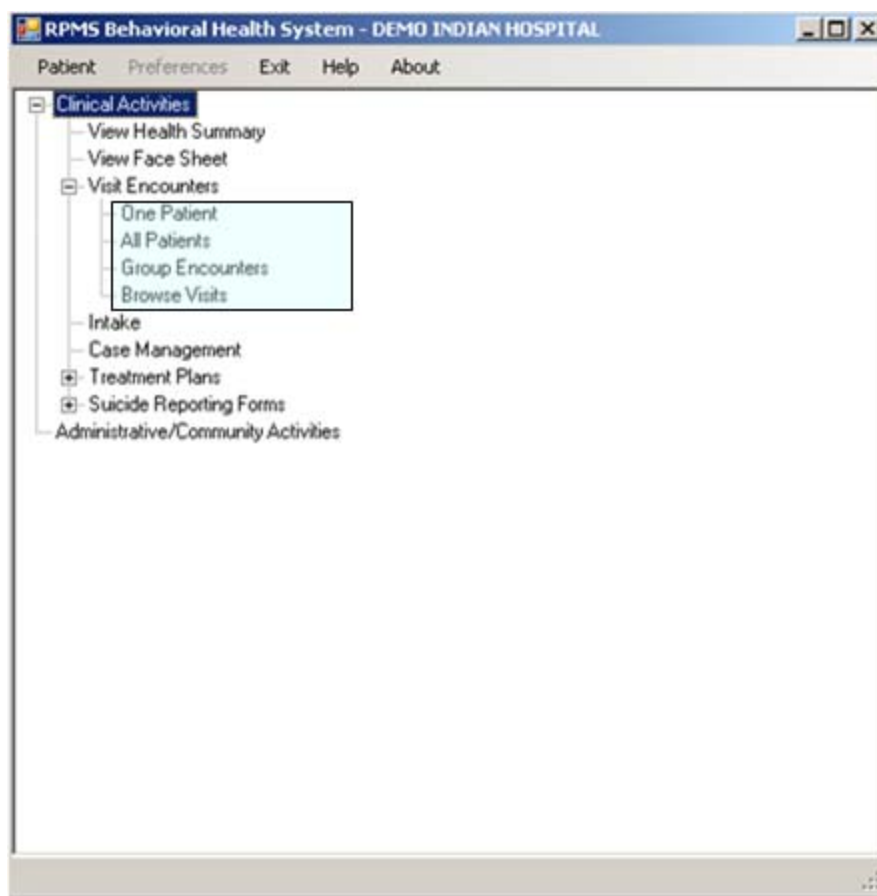 RPMS Behavioral Health System - DEMO INDIAN HOSPITAL
Patient Preferences Exit Help About
Clinical Activities
View Health Summary
View Face Sheet
Visit Encounters
One Patient
All Patients
Group Encounters
Browse Visits
Intake
Case Management
Treatment Plans
Suicide Reporting Forms
Administrative/Community Activities